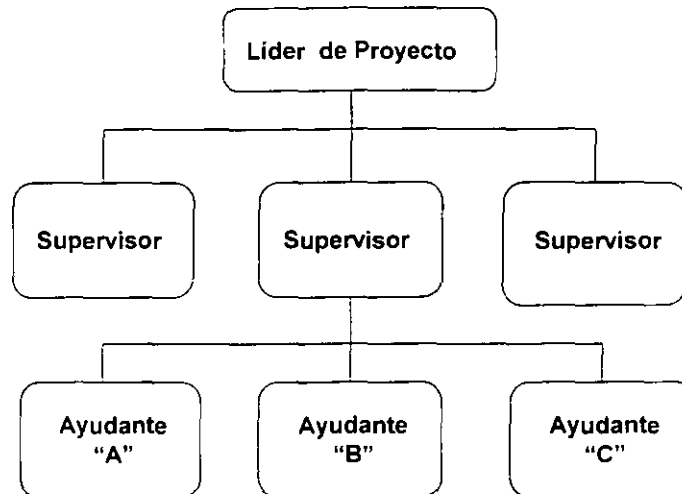 Líder de Proyecto
Supervisor
Supervisor
Supervisor
Ayudante
“A”
Ayudante
“B”
Ayudante
“C”